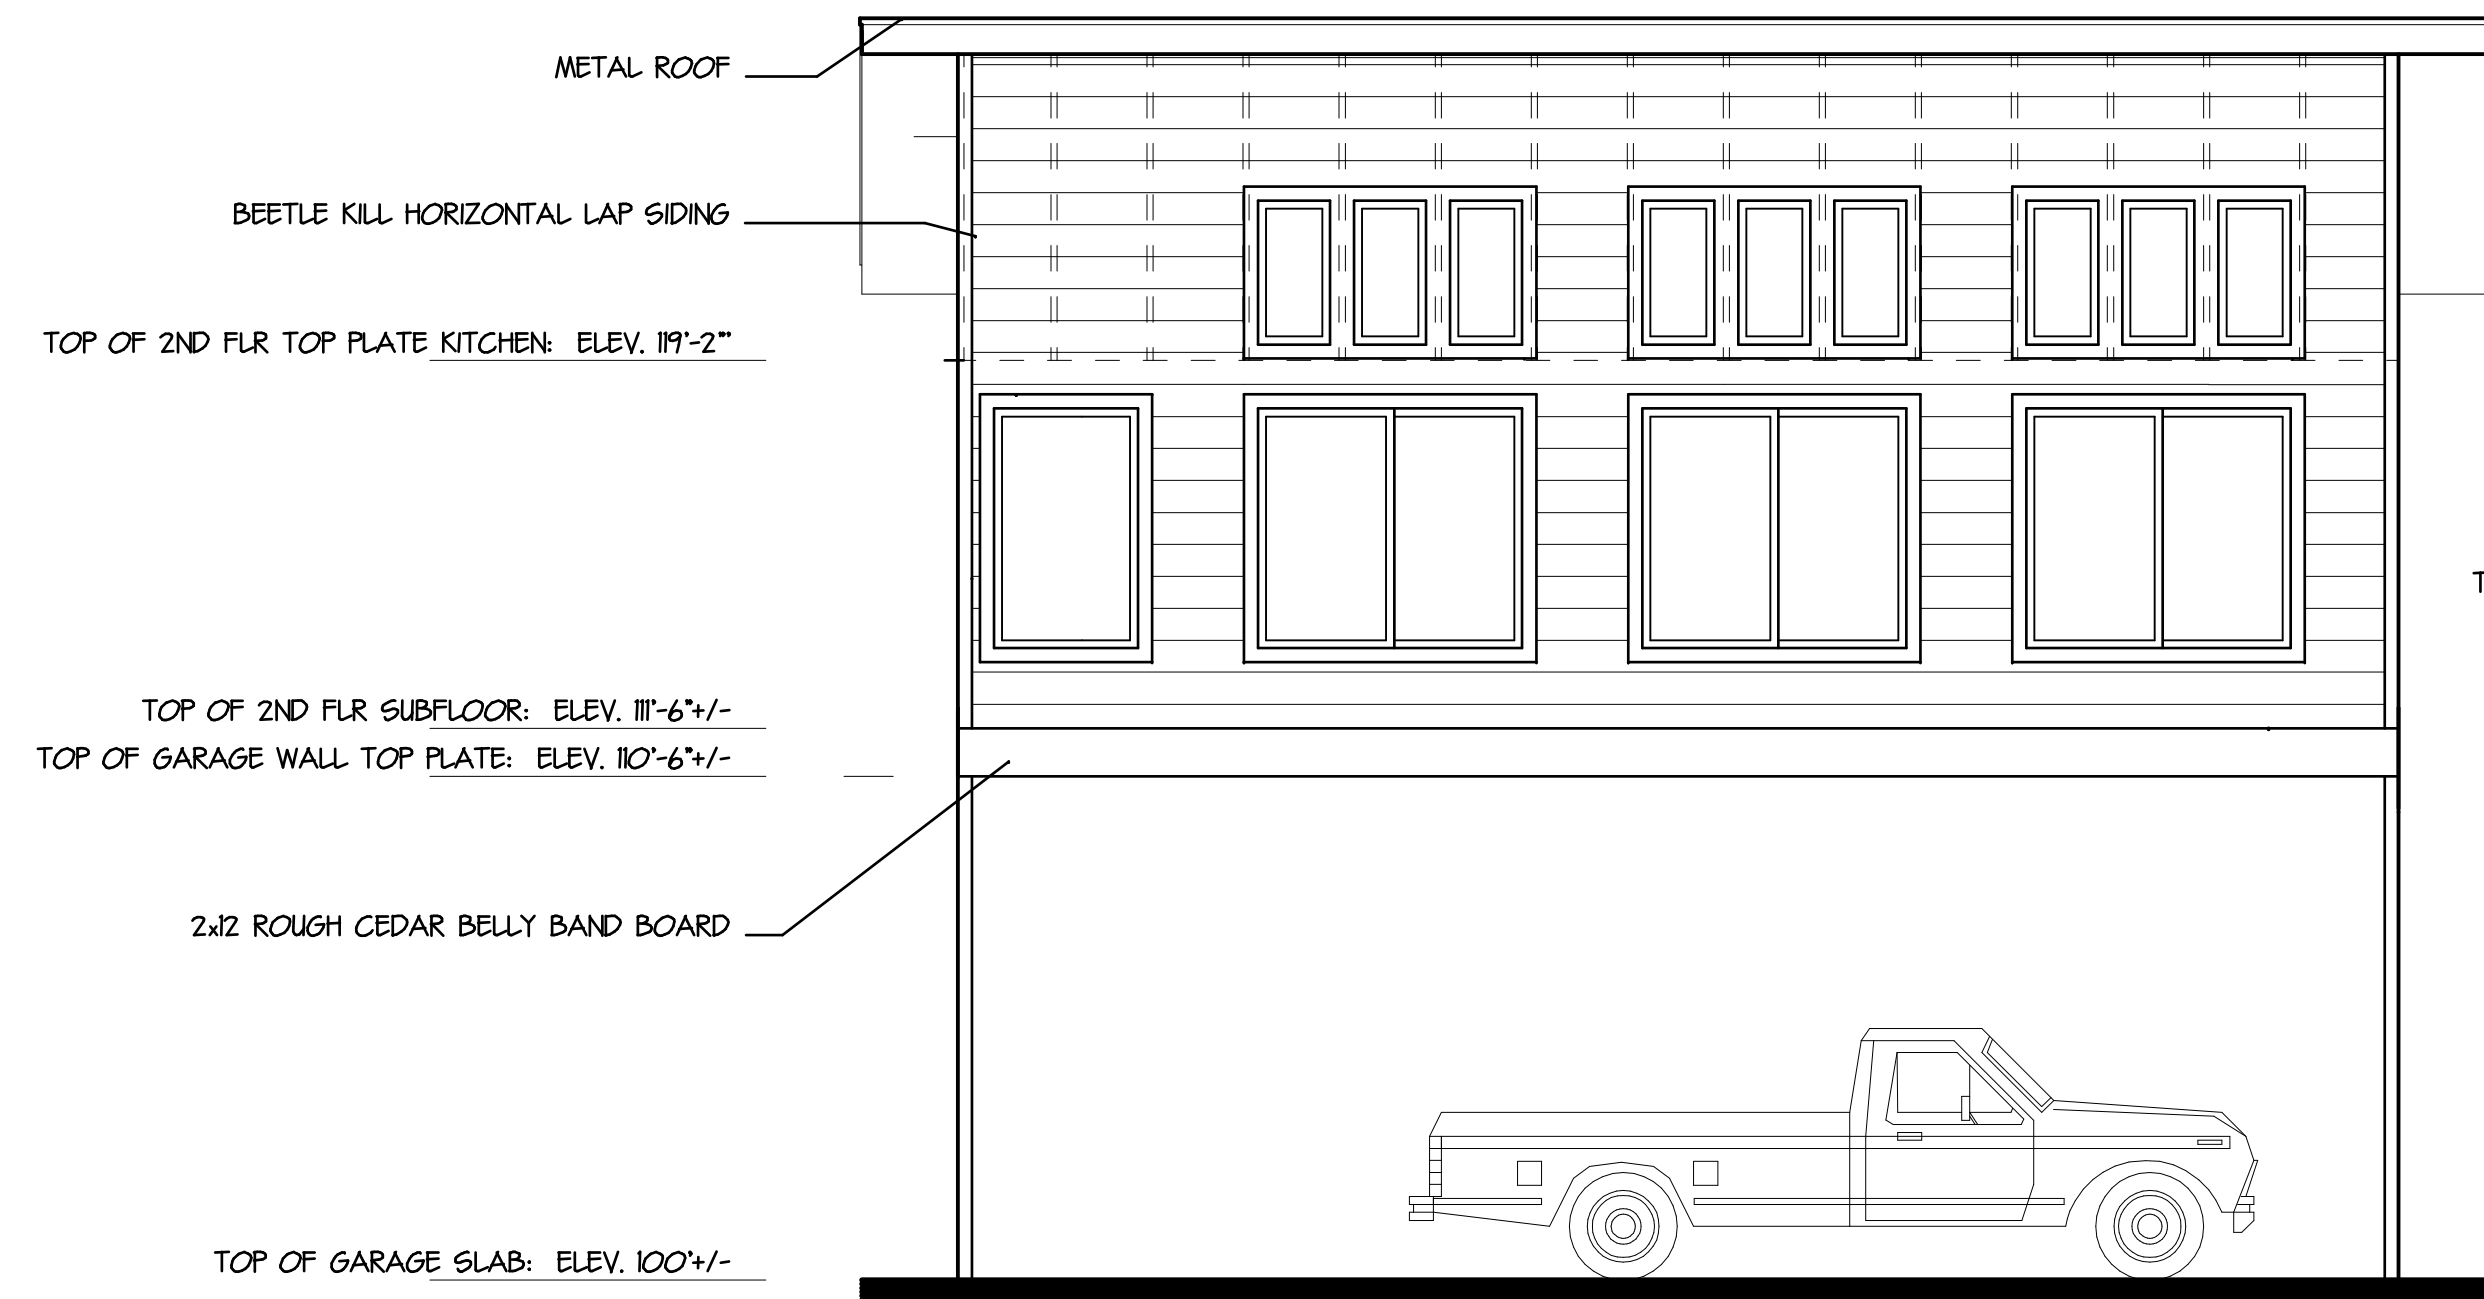 METAL ROOF
BEETLE KILL HORIZONTAL LAP SIDING
TOP OF 2ND FLR TOP PLATE KITCHEN: ELEV. 119'-2"'
TOP OF 2ND FLR SUBFLOOR: ELEV. 111'-6"+/-
TOP OF GARAGE WALL TOP PLATE: ELEV. 110'-6"+/-
2x12 ROUGH CEDAR BELLY BAND BOARD
TOP OF GARAGE SLAB: ELEV. 100'+/-